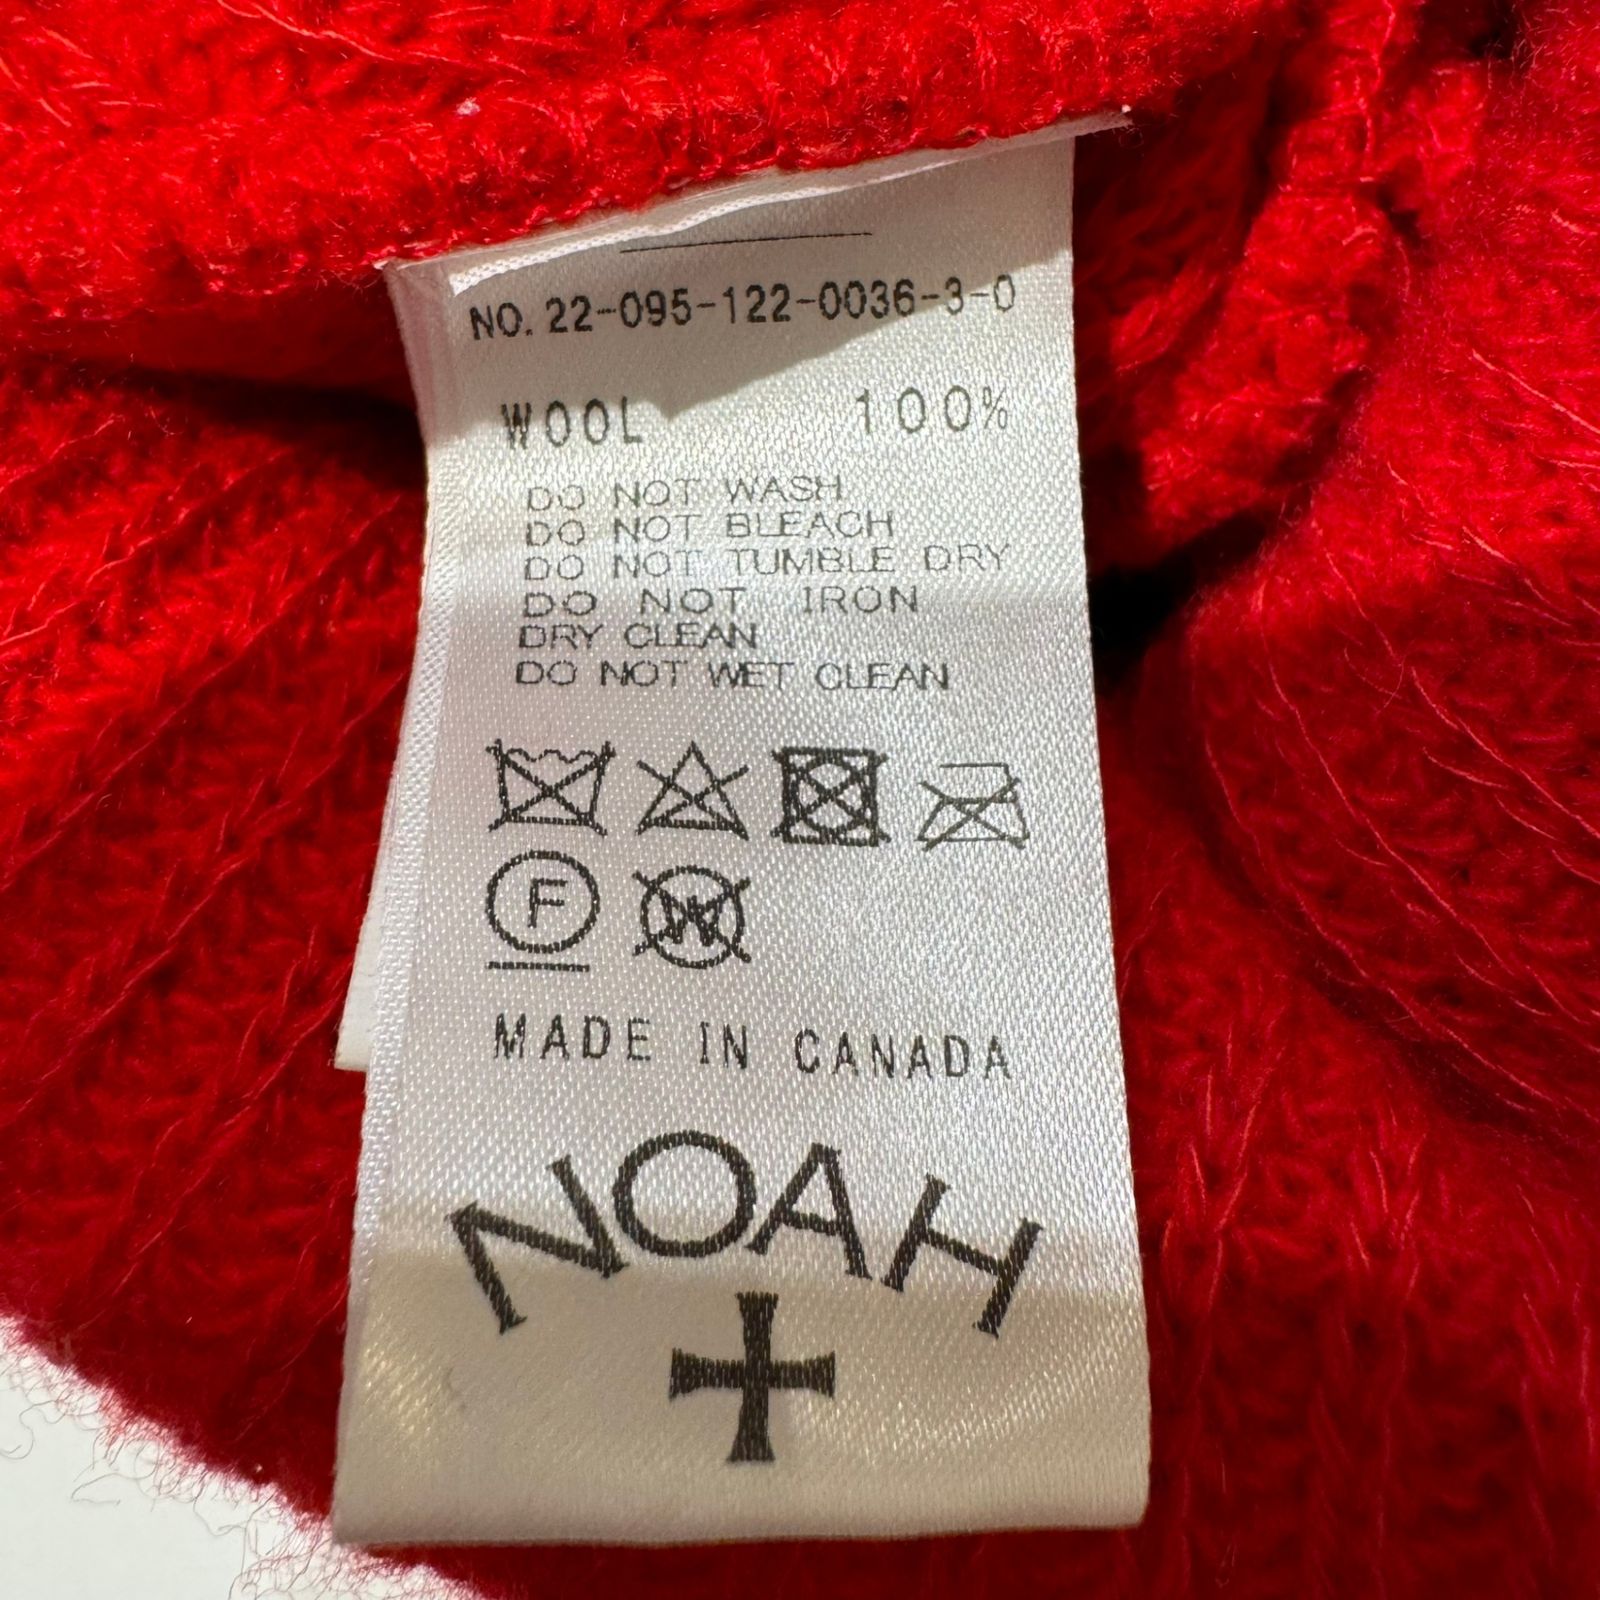 NO. 22-095-122-0036-3-0
WOOL 100%
DO NOT WASH
DO NOT BLEACH
DO NOT TUMBLE DRY
DO NOT IRON
DRY CLEAN
DO NOT WET CLEAN
F W
MADE IN CANADA
NOAH